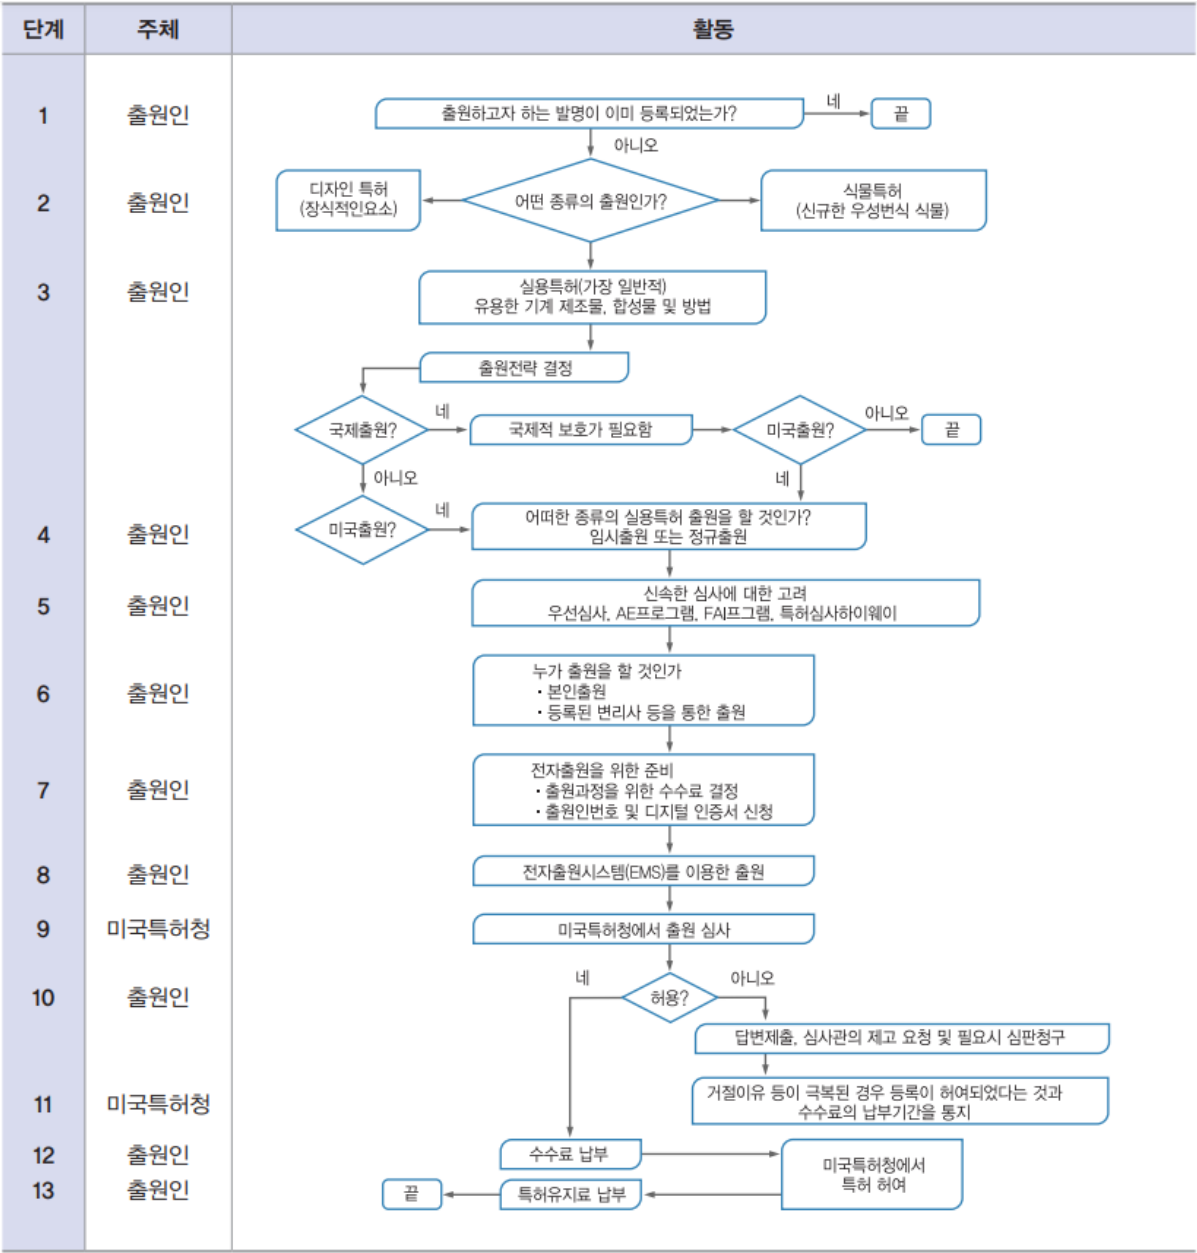 단계 주체 활동
1 출원인 출원하고자 하는 발명이 이미 등록되었는가? 네 끝
아니오
2 출원인 디자인 특허
(장식적인요소)
어떤 종류의 출원인가?
식물특허
(신규한 우성번식 식물)
3 출원인 실용특허(가장 일반적)
유용한 기계 제조물, 합성물 및 방법
출원전략 결정
국제출원? 네 국제적 보호가 필요함 미국출원? 아니오 끝
아니오 네
4 출원인 미국출원? 네 어떠한 종류의 실용특허 출원을 할 것인가?
임시출원 또는 정규출원
5 출원인 신속한 심사에 대한 고려
우선심사, AE프로그램, FAI프그램, 특허심사하이웨이
6 출원인 누가 출원을 할 것인가
·본인출원
·등록된 변리사 등을 통한 출원
7 출원인 전자출원을 위한 준비
·출원과정을 위한 수수료 결정
·출원인번호 및 디지털 인증서 신청
8 출원인 전자출원시스템(EMS)를 이용한 출원
9 미국특허청 미국특허청에서 출원 심사
네 아니오
10 출원인 허용?
답변제출, 심사관의 제고 요청 및 필요시 심판청구
11 미국특허청 거절이유 등이 극복된 경우 등록이 허여되었다는 것과
수수료의 납부기간을 통지
12 출원인 수수료 납부
미국특허청에서
특허 허여
13 출원인 끝 특허유지료 납부